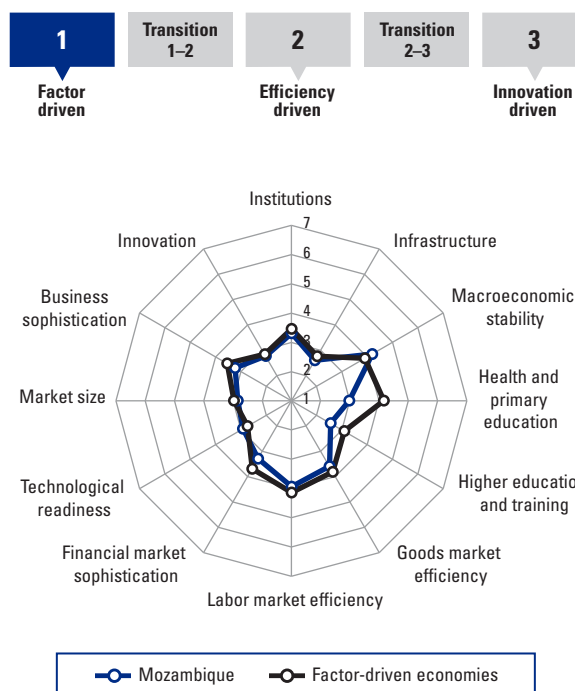 1
Transition
1–2
2
Transition
2–3
3
Factor
driven
Efficiency
driven
Innovation
driven
Institutions
7
6
5
4
3
2
1
Infrastructure
Macroeconomic
stability
Health and
primary
education
Higher educatio
and training
Goods market
efficiency
Labor market efficiency
Financial market
sophistication
Technological
readiness
Market size
Business
sophistication
Innovation
Mozambique
Factor-driven economies